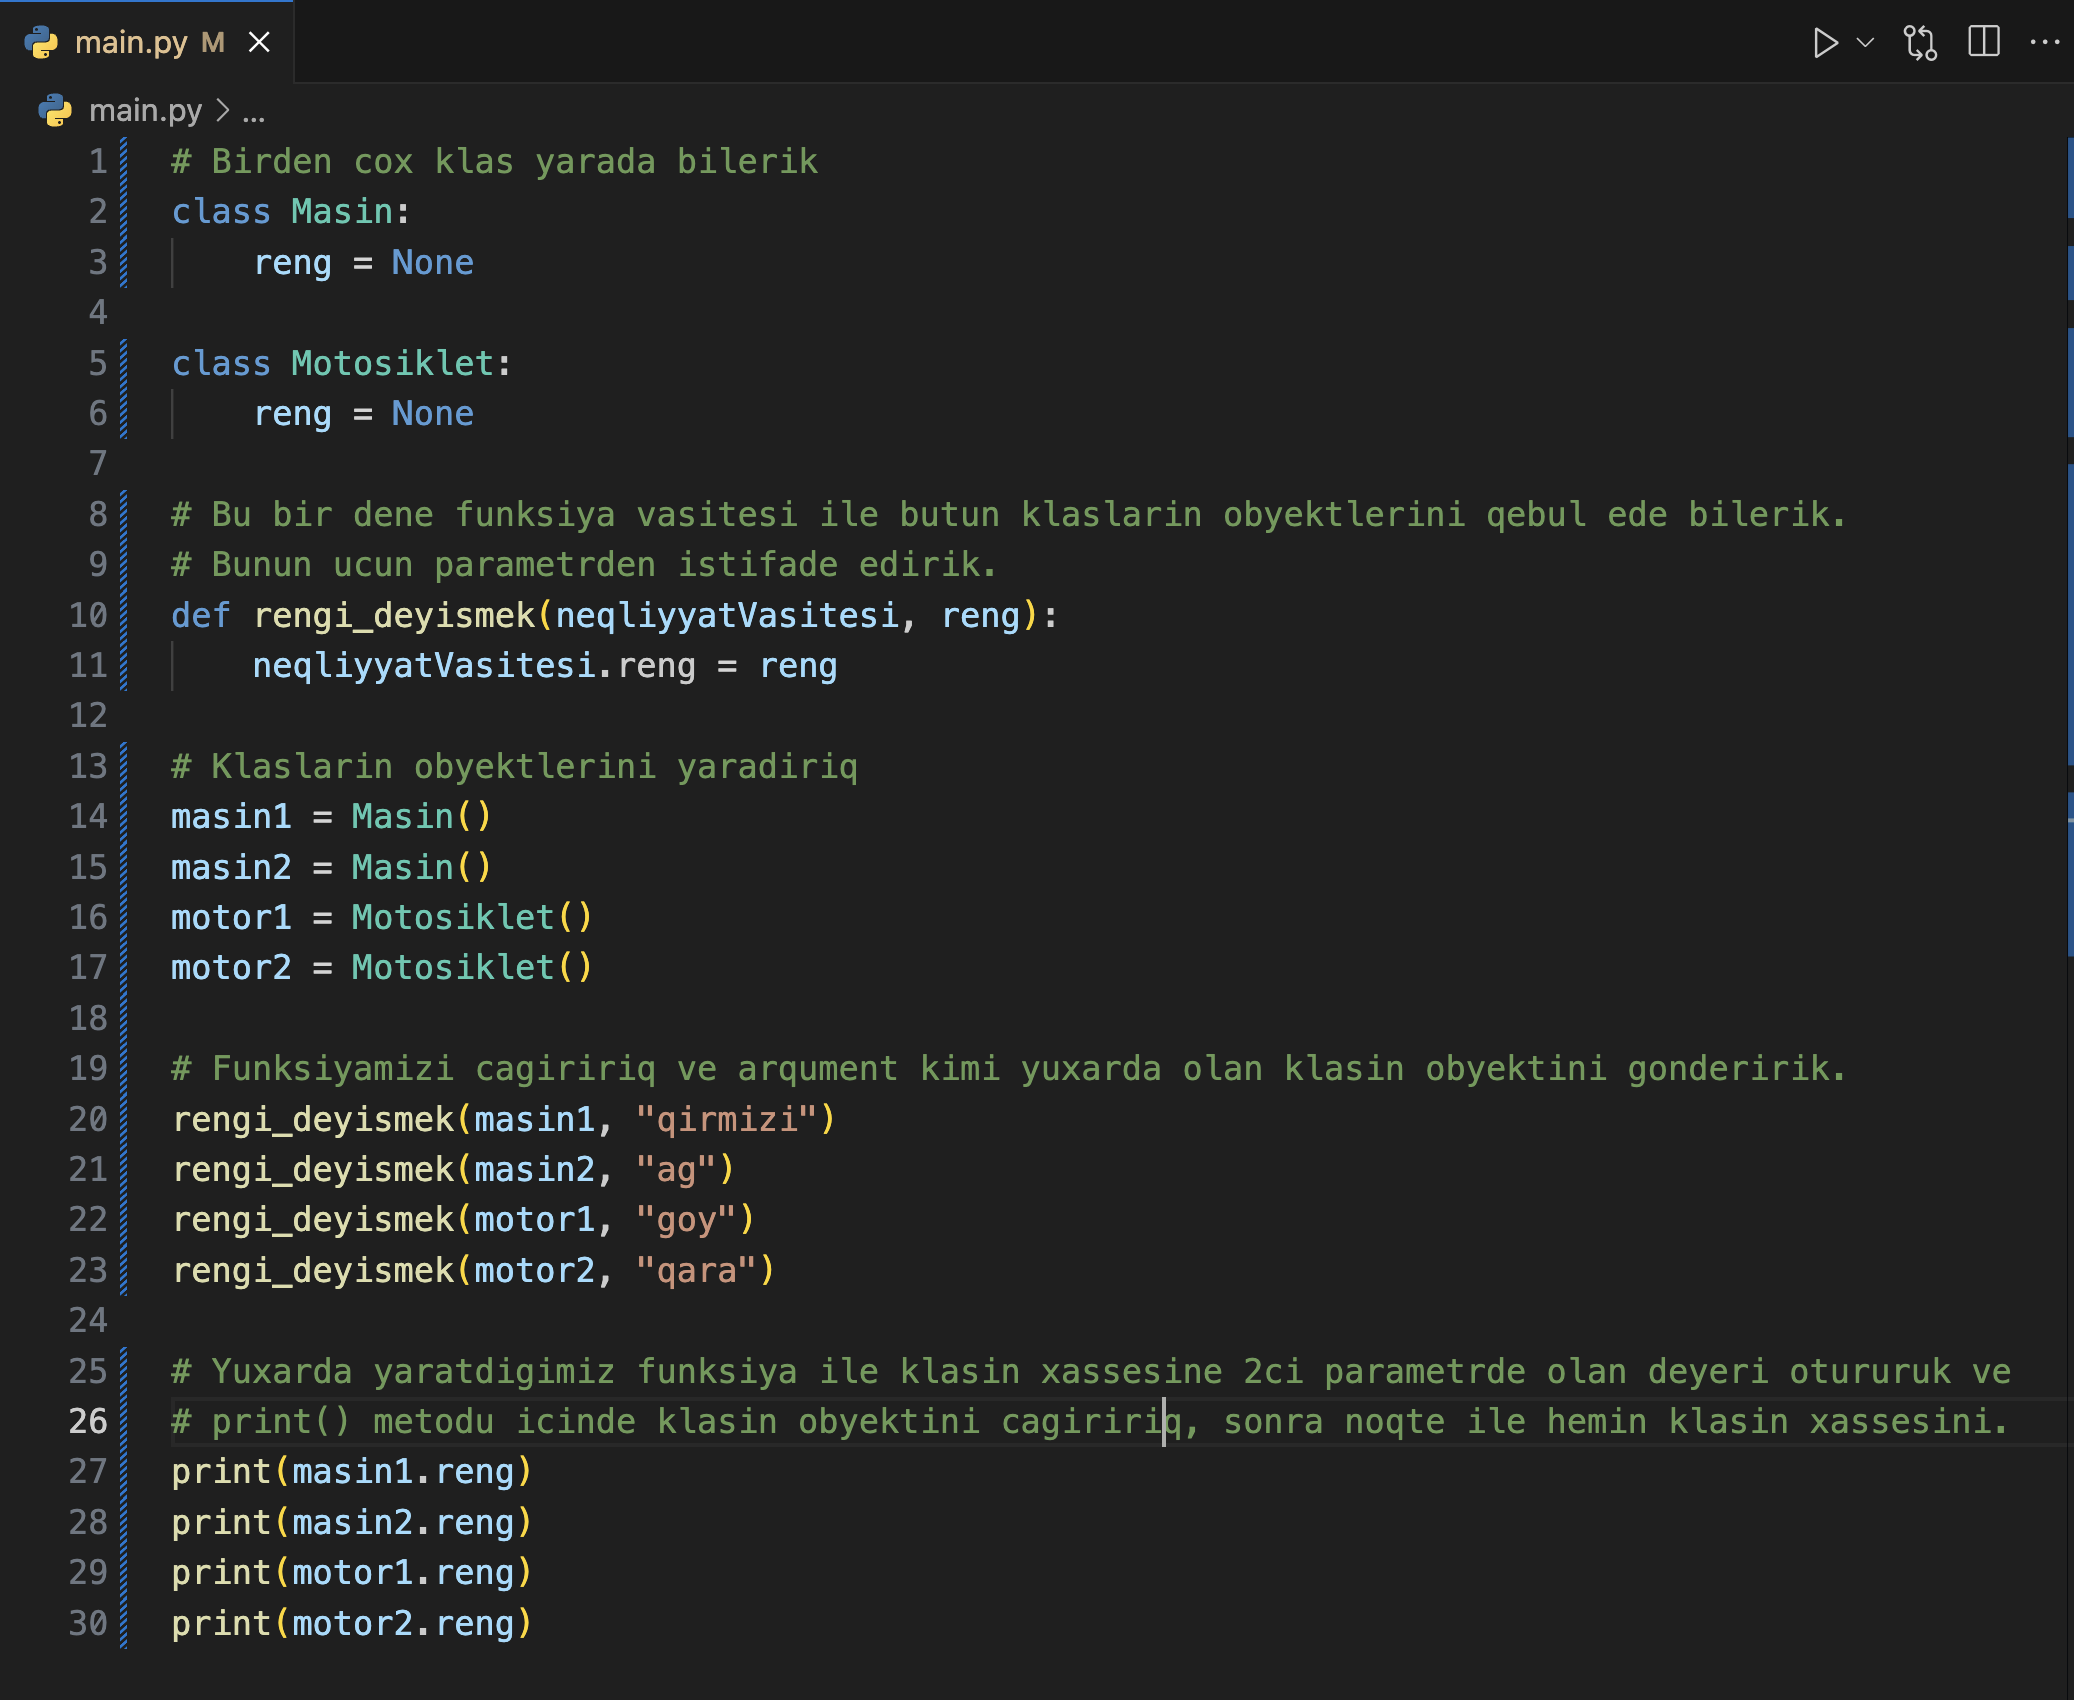 main.py M
main.py > ...
1 # Birden cox klas yarada bilerik
2 class Masin:
3     reng = None
4
5 class Motosiklet:
6     reng = None
7
8 # Bu bir dene funksiya vasitesi ile butun klaslarin obyektlerini qebul ede bilerik.
9 # Bunun ucun parametrden istifade edirik.
10 def rengi_deyismek(neqliyyatVasitesi, reng):
11     neqliyyatVasitesi.reng = reng
12
13 # Klaslarin obyektlerini yaradiriq
14 masin1 = Masin()
15 masin2 = Masin()
16 motor1 = Motosiklet()
17 motor2 = Motosiklet()
18
19 # Funksiyamizi cagiririq ve arqument kimi yuxarda olan klasin obyektini gonderirik.
20 rengi_deyismek(masin1, "qirmizi")
21 rengi_deyismek(masin2, "ag")
22 rengi_deyismek(motor1, "goy")
23 rengi_deyismek(motor2, "qara")
24
25 # Yuxarda yaratdigimiz funksiya ile klasin xassesine 2ci parametrde olan deyeri otururuk ve
26 # print() metodu icinde klasin obyektini cagiririq, sonra noqte ile hemin klasin xassesini.
27 print(masin1.reng)
28 print(masin2.reng)
29 print(motor1.reng)
30 print(motor2.reng)